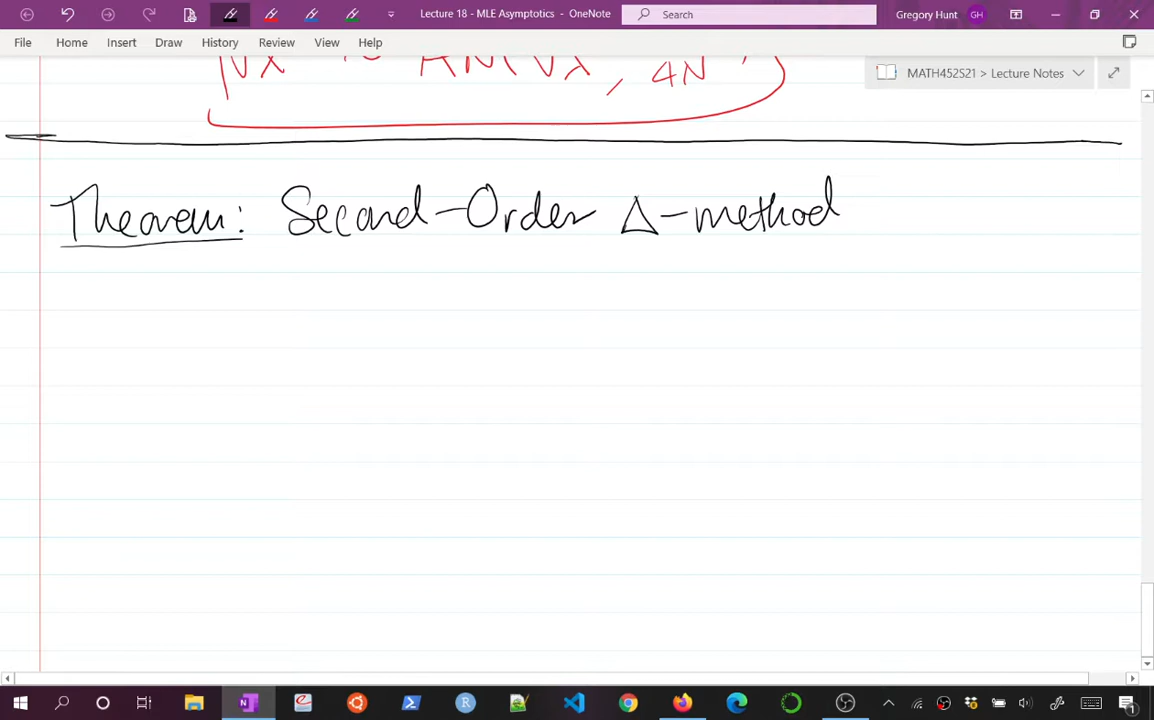 Lecture 18 - MLE Asymptotics - OneNote
Search
Gregory Hunt
GH
File Home Insert Draw History Review View Help
MATH452S21 > Lecture Notes
Theorem: Second-Order Δ-method